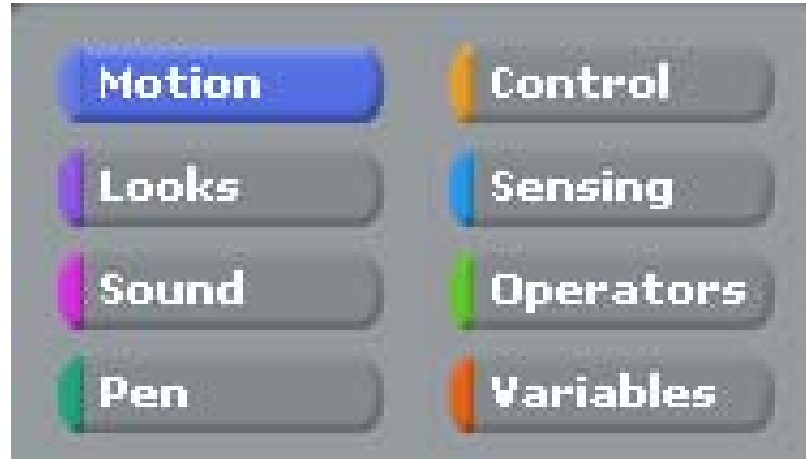 Motion Control
Looks Sensing
Sound Operators
Pen Variables